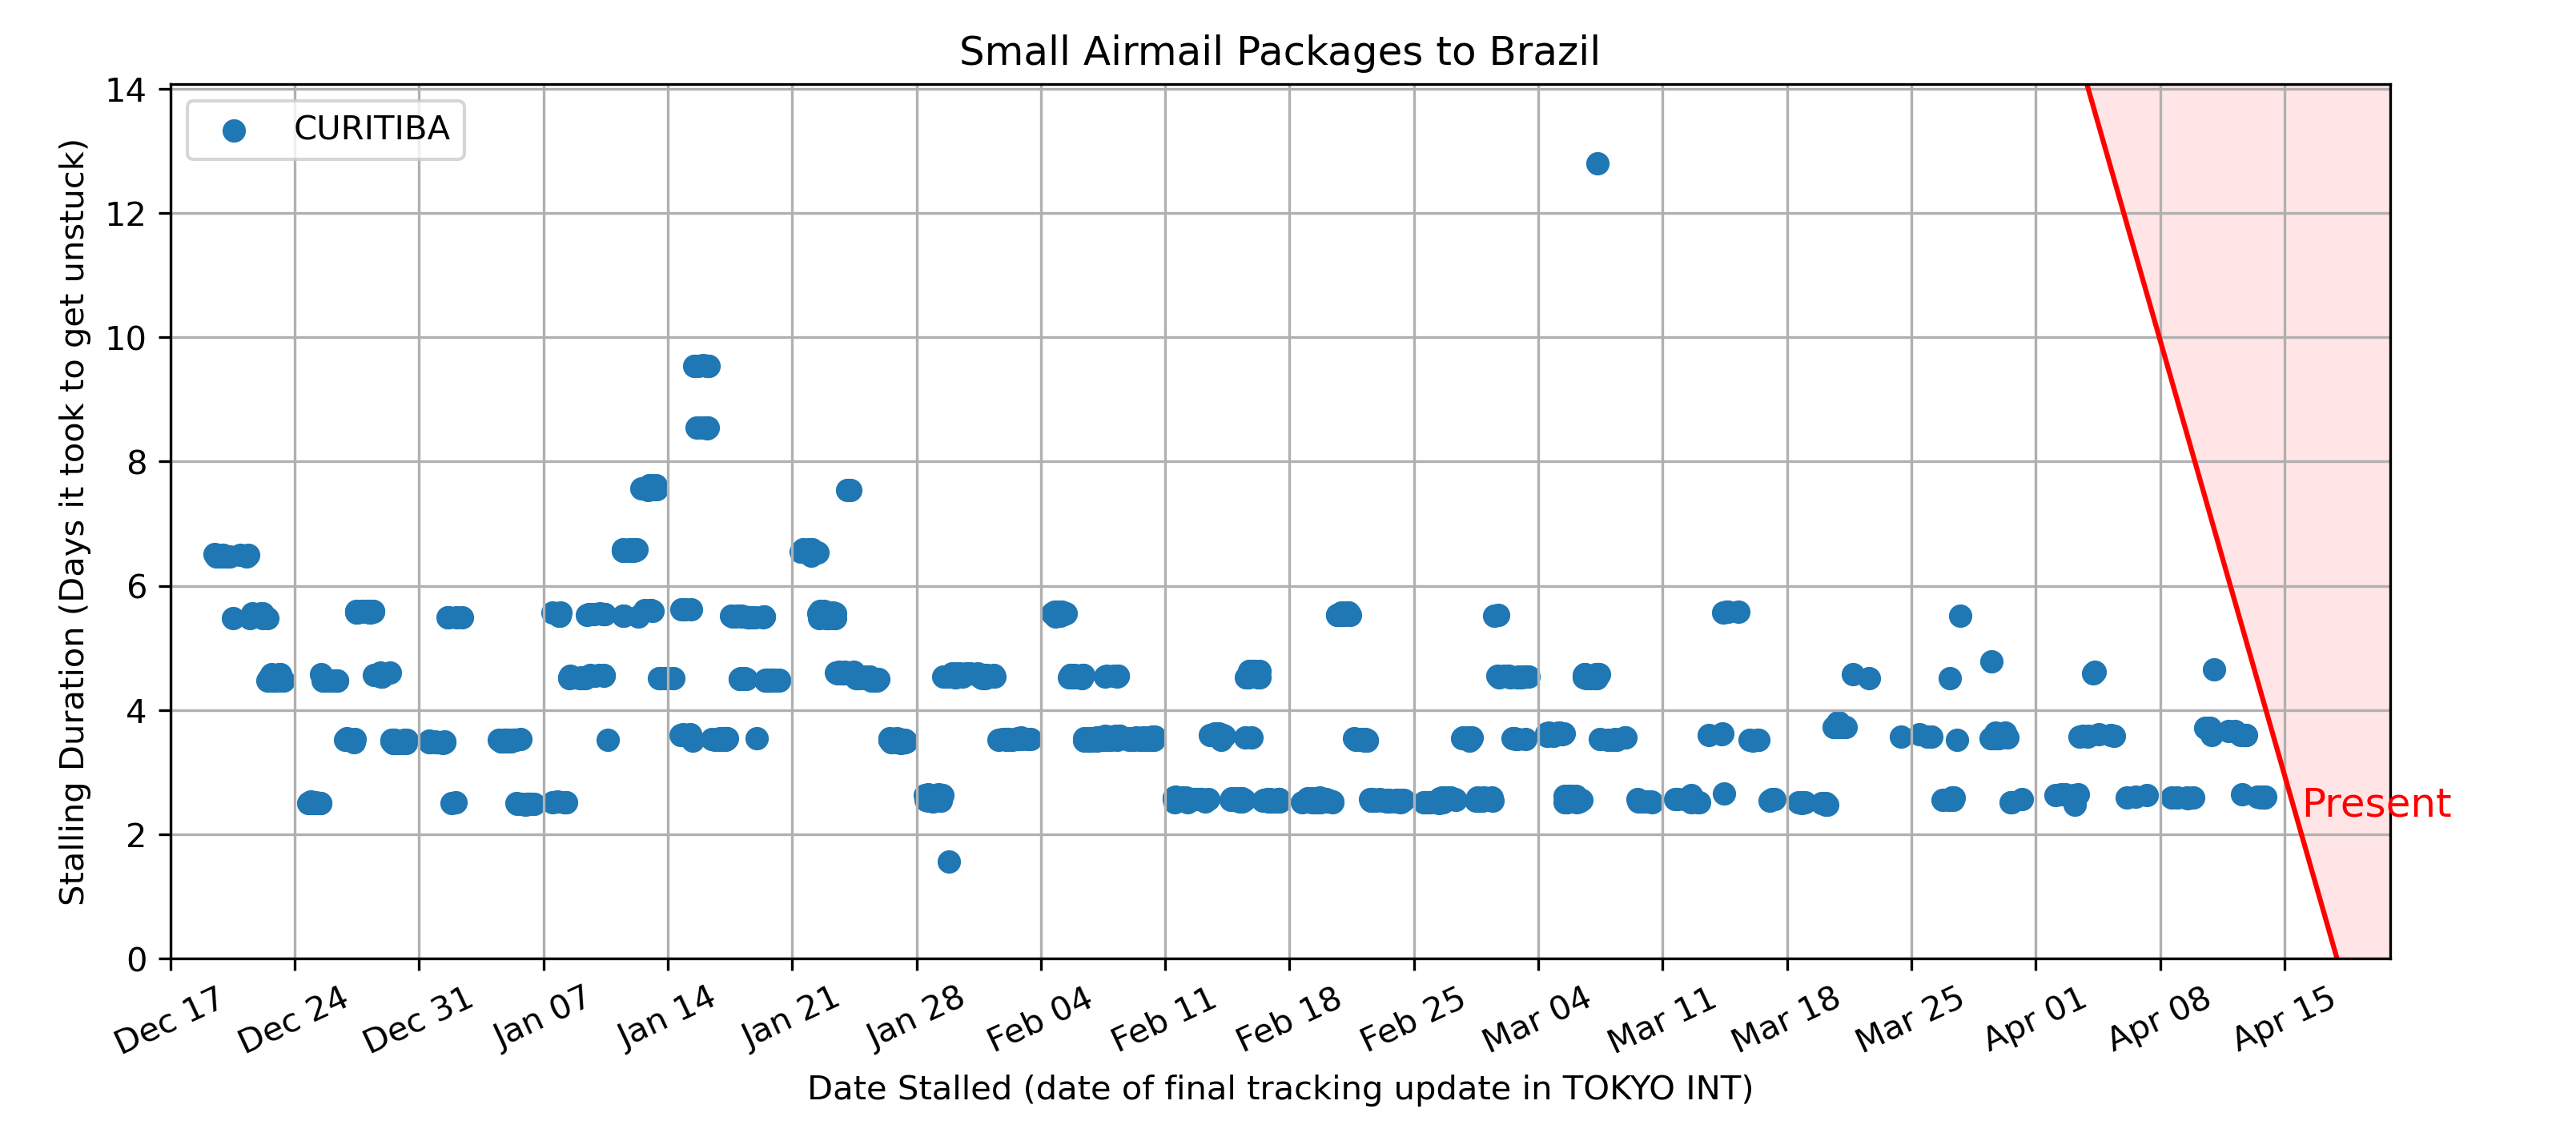 Small Airmail Packages to Brazil
CURITIBA
Stalling Duration (Days it took to get unstuck)
14
12
10
8
6
4
2
0
Present
Dec 17
Dec 24
Dec 31
Jan 07
Jan 14
Jan 21
Jan 28
Feb 04
Feb 11
Feb 18
Feb 25
Mar 04
Mar 11
Mar 18
Mar 25
Apr 01
Apr 08
Apr 15
Date Stalled (date of final tracking update in TOKYO INT)